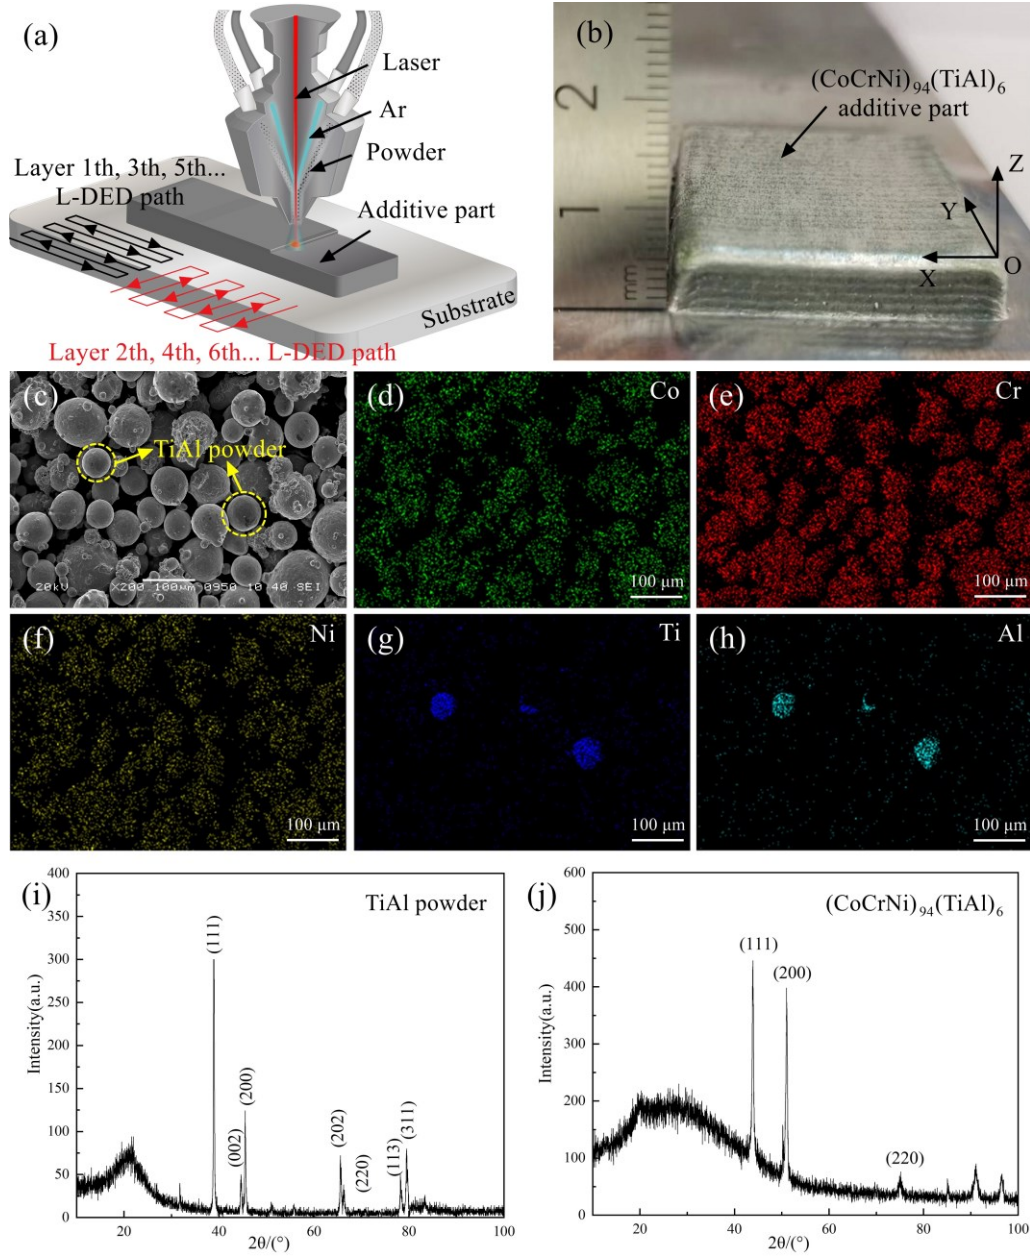 (a)
Laser
Ar
Powder
Additive part
Layer 1th, 3th, 5th...
L-DED path
Substrate
Layer 2th, 4th, 6th... L-DED path
(b)
(CoCrNi)₉₄(TiAl)₆
additive part
2
1
mm
Z
Y
X
O
(c)
TiAl powder
20kV X200 100μm 0950 10 40 SEI
(d)
Co
100 μm
(e)
Cr
100 μm
(f)
Ni
100 μm
(g)
Ti
100 μm
(h)
Al
100 μm
(i)
TiAl powder
400
350
300
250
200
150
100
50
0
Intensity(a.u.)
(111)
(002)
(200)
(202)
(220)
(113)
(311)
20 40 60 80 100
2θ/(°)
(j)
(CoCrNi)₉₄(TiAl)₆
600
500
400
300
200
100
0
Intensity(a.u.)
(111)
(200)
(220)
20 40 60 80 100
2θ/(°)